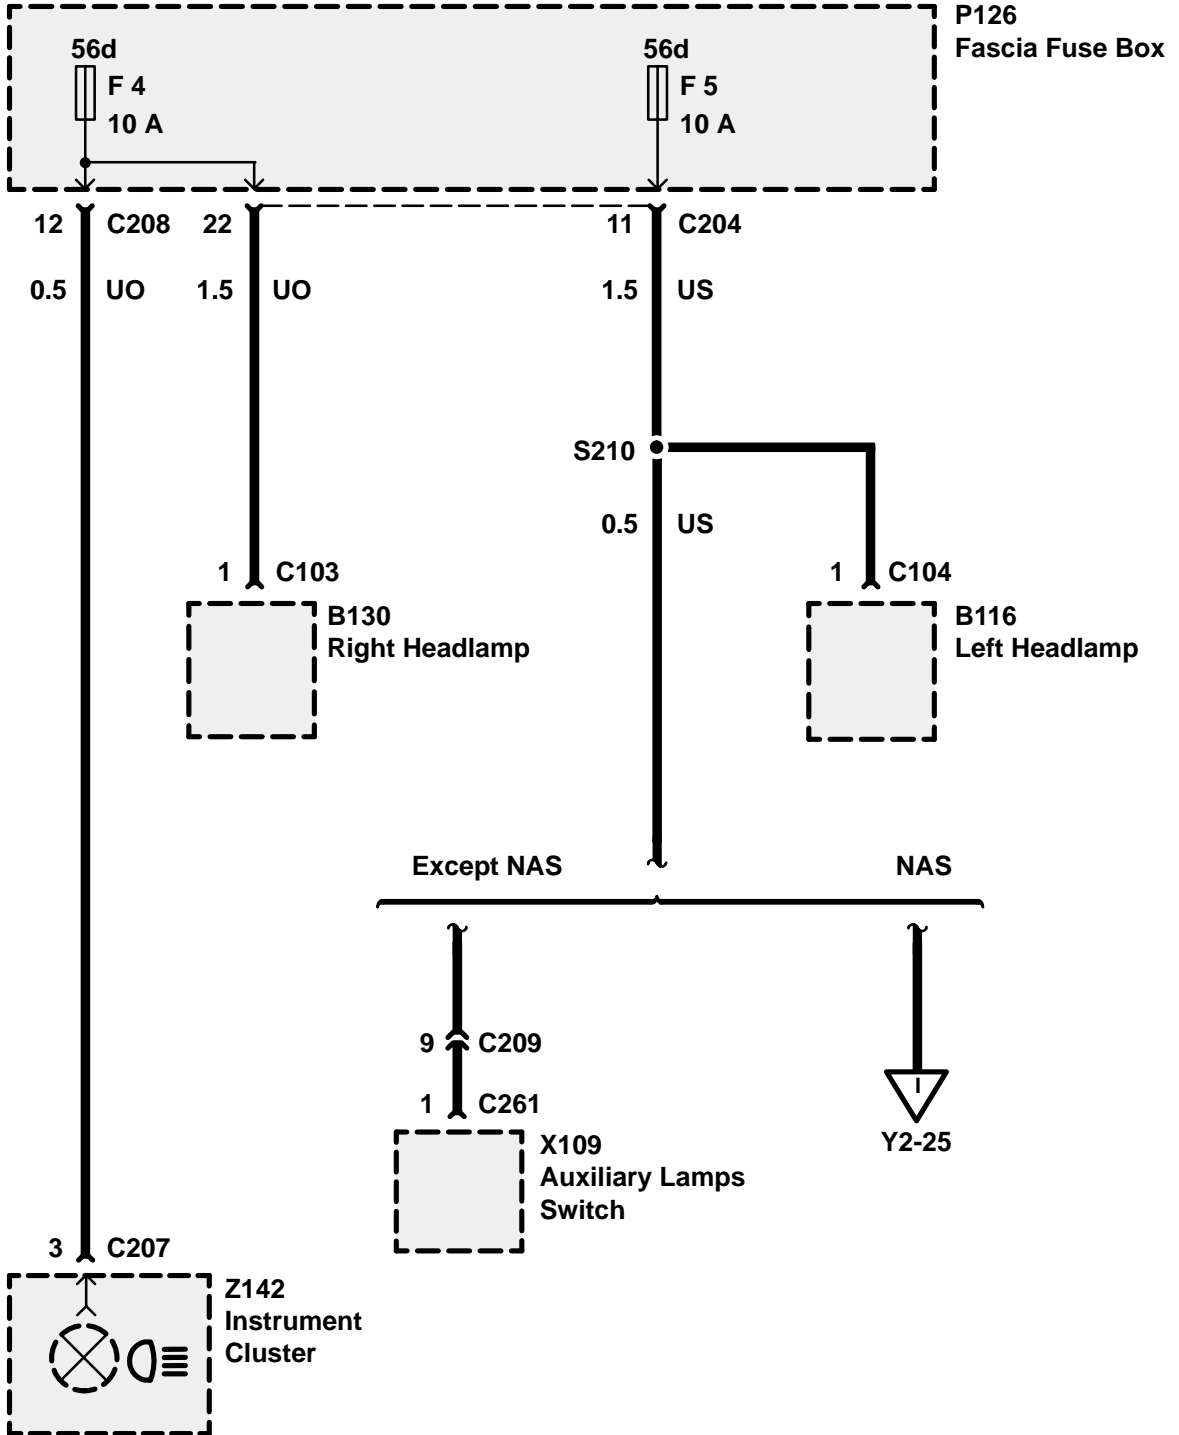 P126
Fascia Fuse Box
56d
F 4
10 A
56d
F 5
10 A
12
C208
22
11
C204
0.5
UO
1.5
UO
1.5
US
S210
0.5
US
1
C103
1
C104
B130
Right Headlamp
B116
Left Headlamp
Except NAS
NAS
9
C209
1
C261
I
Y2-25
X109
Auxiliary Lamps
Switch
3
C207
Z142
Instrument
Cluster